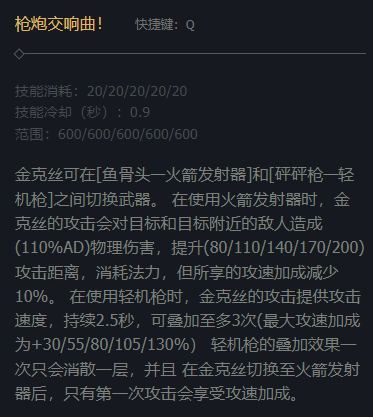 枪炮交响曲! 快捷键: Q
技能消耗: 20/20/20/20/20
技能冷却 (秒): 0.9
范围: 600/600/600/600/600
金克丝可在[鱼骨头—火箭发射器]和[砰砰枪—轻
机枪]之间切换武器。 在使用火箭发射器时, 金
克丝的攻击会对目标和目标附近的敌人造成
(110%AD)物理伤害, 提升(80/110/140/170/200)
攻击距离, 消耗法力, 但所享的攻速加成减少
10%。 在使用轻机枪时, 金克丝的攻击提供攻击
速度, 持续2.5秒, 可叠加至多3次(最大攻速加成
为+30/55/80/105/130%) 轻机枪的叠加效果一
次只会消散一层, 并且 在金克丝切换至火箭发射
器后, 只有第一次攻击会享受攻速加成。